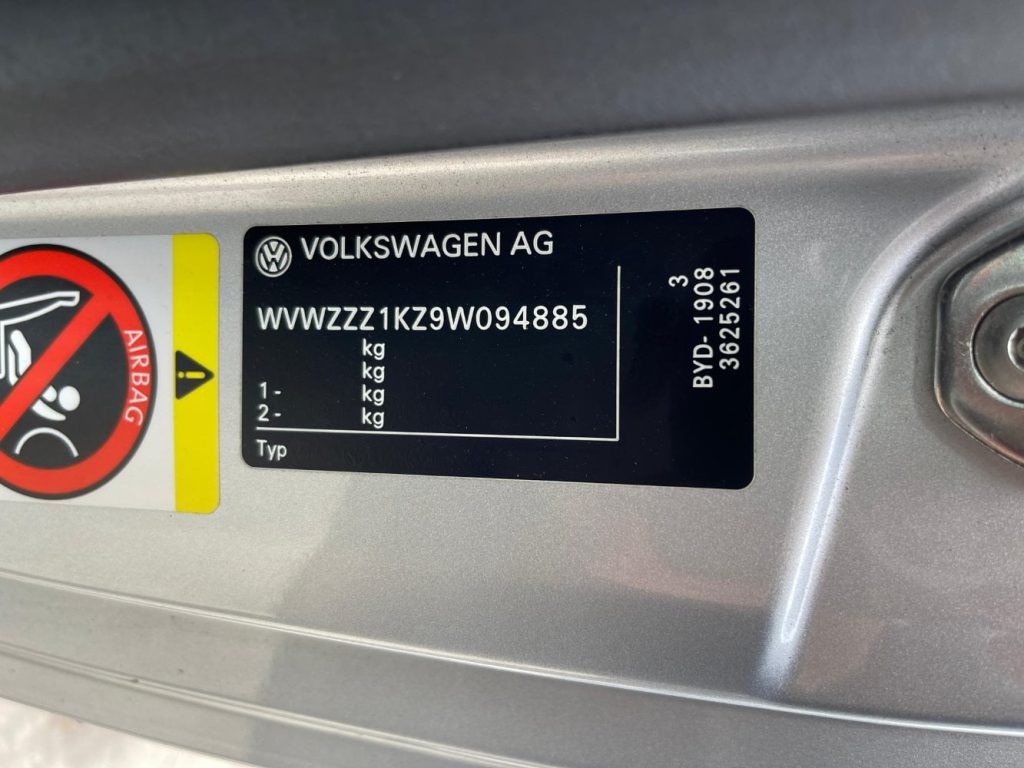 AIRBAG
VOLKSWAGEN AG
WVWZZZ1KZ9W094885
kg
kg
1- kg
2- kg
Typ
3
BYD- 1908
3625261